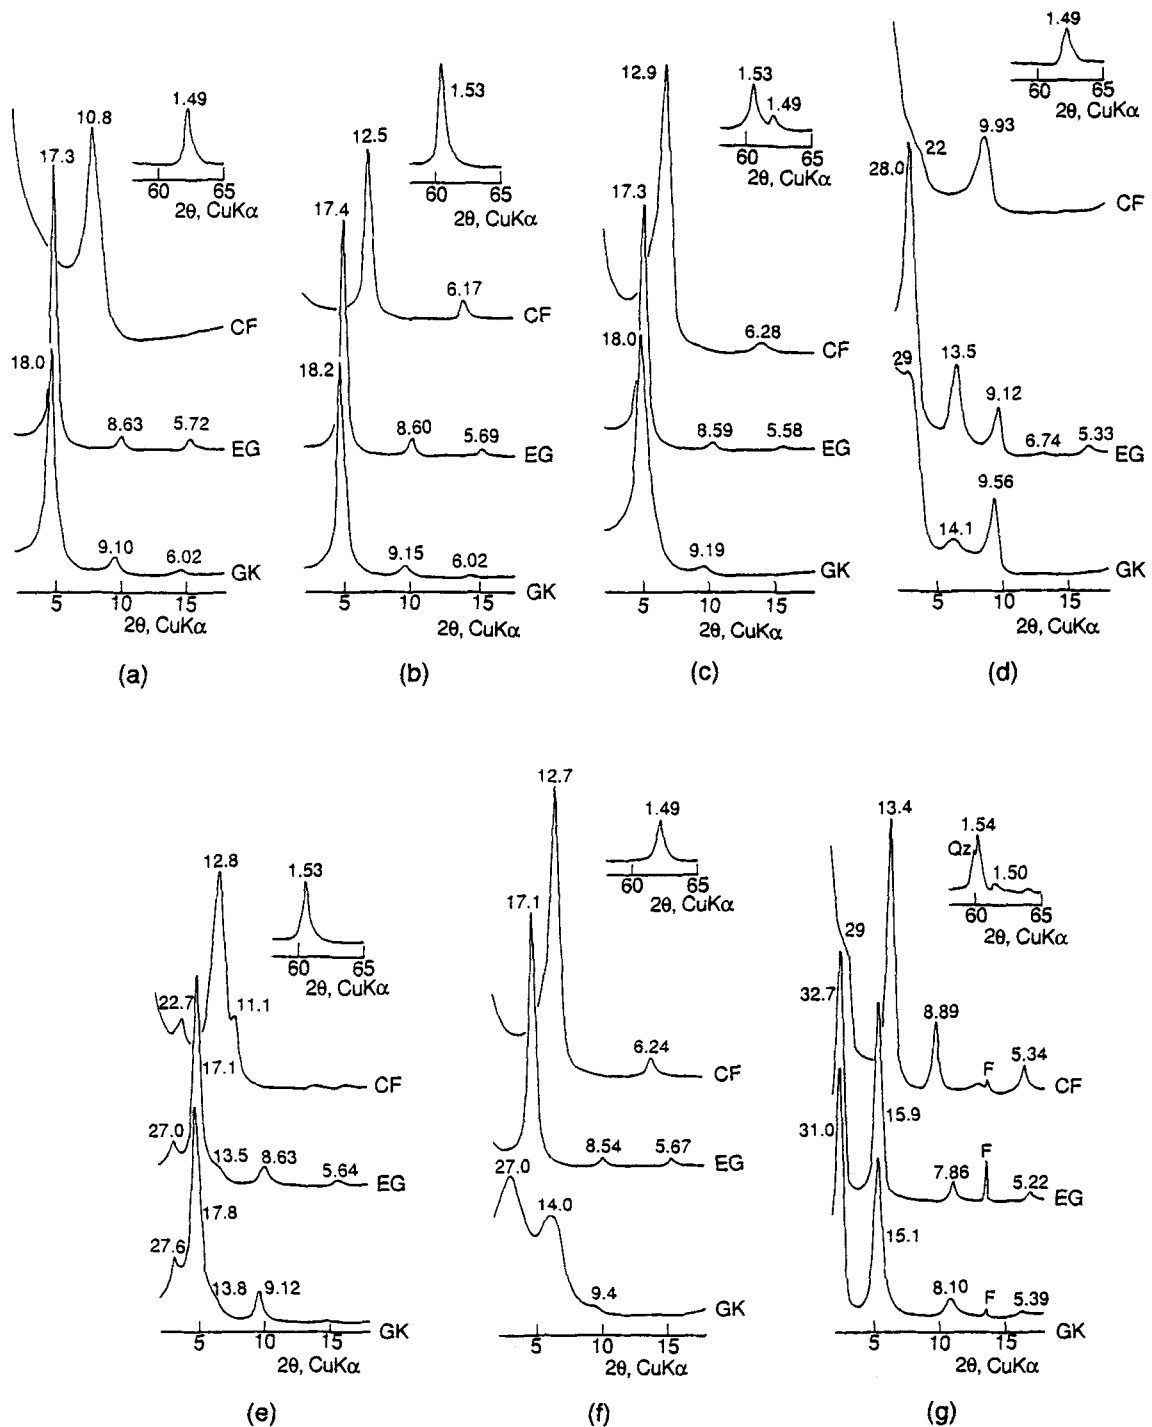 10.8
1.49
17.3
60 65
2θ, CuKα
CF
18.0
8.63 5.72
EG
9.10 6.02
GK
5 10 15
2θ, CuKα
(a)
12.5
1.53
17.4
60 65
2θ, CuKα
6.17
CF
18.2
8.60 5.69
EG
9.15 6.02
GK
5 10 15
2θ, CuKα
(b)
12.9
1.53
1.49
17.3
60 65
2θ, CuKα
6.28
CF
18.0
8.59 5.58
EG
9.19
GK
5 10 15
2θ, CuKα
(c)
1.49
60 65
2θ, CuKα
9.93
22
28.0
CF
29
13.5
9.12
6.74 5.33
EG
9.56
14.1
GK
5 10 15
2θ, CuKα
(d)
12.8
1.53
60 65
2θ, CuKα
22.7 11.1
17.1
CF
27.0
13.5 8.63 5.64
EG
17.8
27.6
13.8 9.12
GK
5 10 15
2θ, CuKα
(e)
12.7
1.49
60 65
2θ, CuKα
17.1
6.24
CF
8.54 5.67
EG
27.0
14.0
9.4
GK
5 10 15
2θ, CuKα
(f)
13.4
1.54
Qz
1.50
60 65
2θ, CuKα
29
32.7
8.89
F 5.34
CF
31.0
15.9
F
7.86 5.22
EG
15.1
8.10 F 5.39
GK
5 10 15
2θ, CuKα
(g)